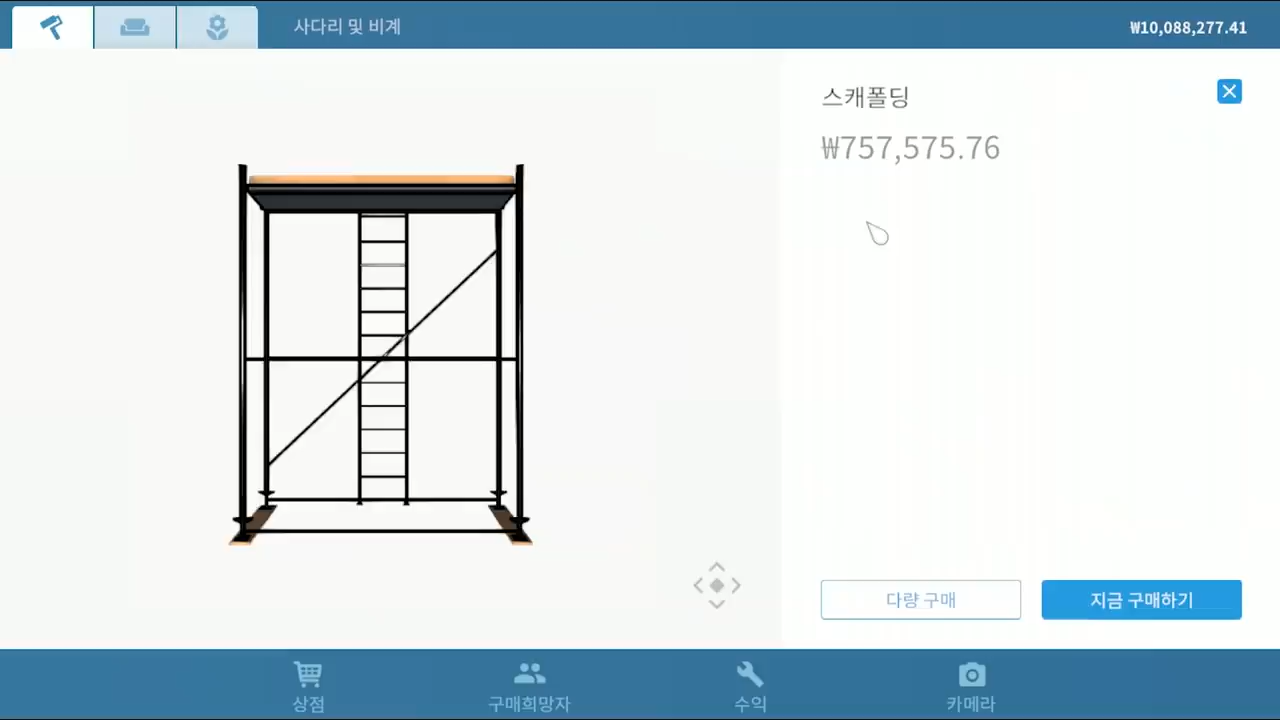 사다리 및 비계
₩10,088,277.41
스캐폴딩
₩757,575.76
다량 구매
지금 구매하기
상점
구매희망자
수익
카메라